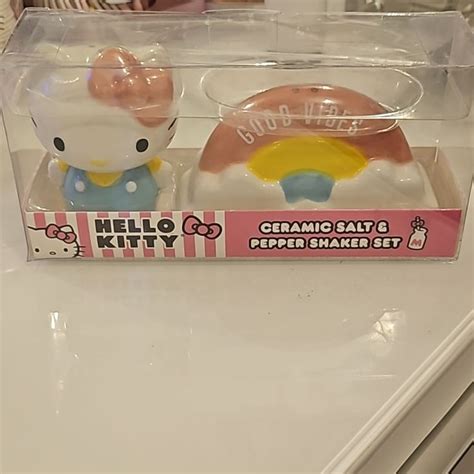 GOOD VIBES
HELLO
KITTY
CERAMIC SALT &
PEPPER SHAKER SET
M